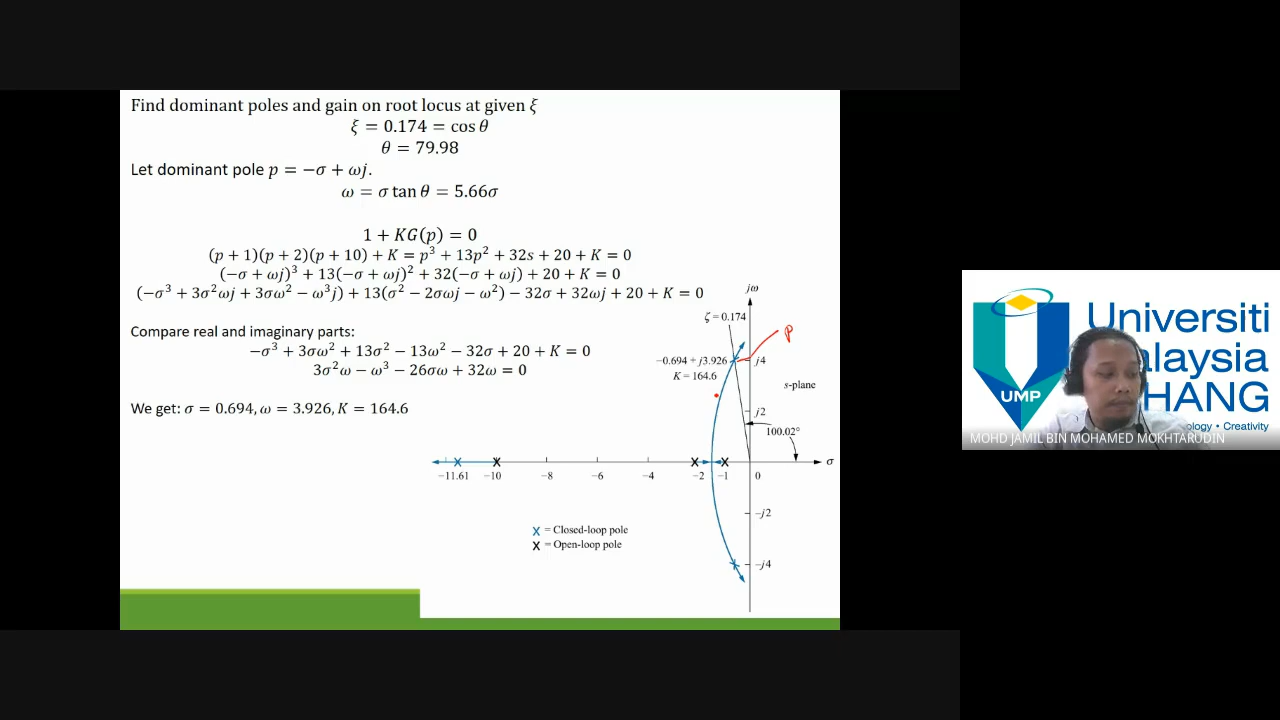 Find dominant poles and gain on root locus at given ξ
ξ = 0.174 = cos θ
θ = 79.98
Let dominant pole p = −σ + ωj.
ω = σ tan θ = 5.66σ
1 + KG(p) = 0
(p + 1)(p + 2)(p + 10) + K = p³ + 13p² + 32s + 20 + K = 0
(−σ + ωj)³ + 13(−σ + ωj)² + 32(−σ + ωj) + 20 + K = 0
(−σ³ + 3σ²ωj + 3σω² − ω³j) + 13(σ² − 2σωj − ω²) − 32σ + 32ωj + 20 + K = 0
Compare real and imaginary parts:
−σ³ + 3σω² + 13σ² − 13ω² − 32σ + 20 + K = 0
3σ²ω − ω³ − 26σω + 32ω = 0
We get: σ = 0.694, ω = 3.926, K = 164.6
jω
ζ = 0.174
p
−0.694 + j3.926
j4
K = 164.6
s-plane
j2
100.02°
σ
−11.61
−10
−8
−6
−4
−2
−1
0
−j2
X = Closed-loop pole
X = Open-loop pole
−j4
Universiti
alaysia
HANG
UMP
ology • Creativity
MOHD JAMIL BIN MOHAMED MOKHTARUDIN